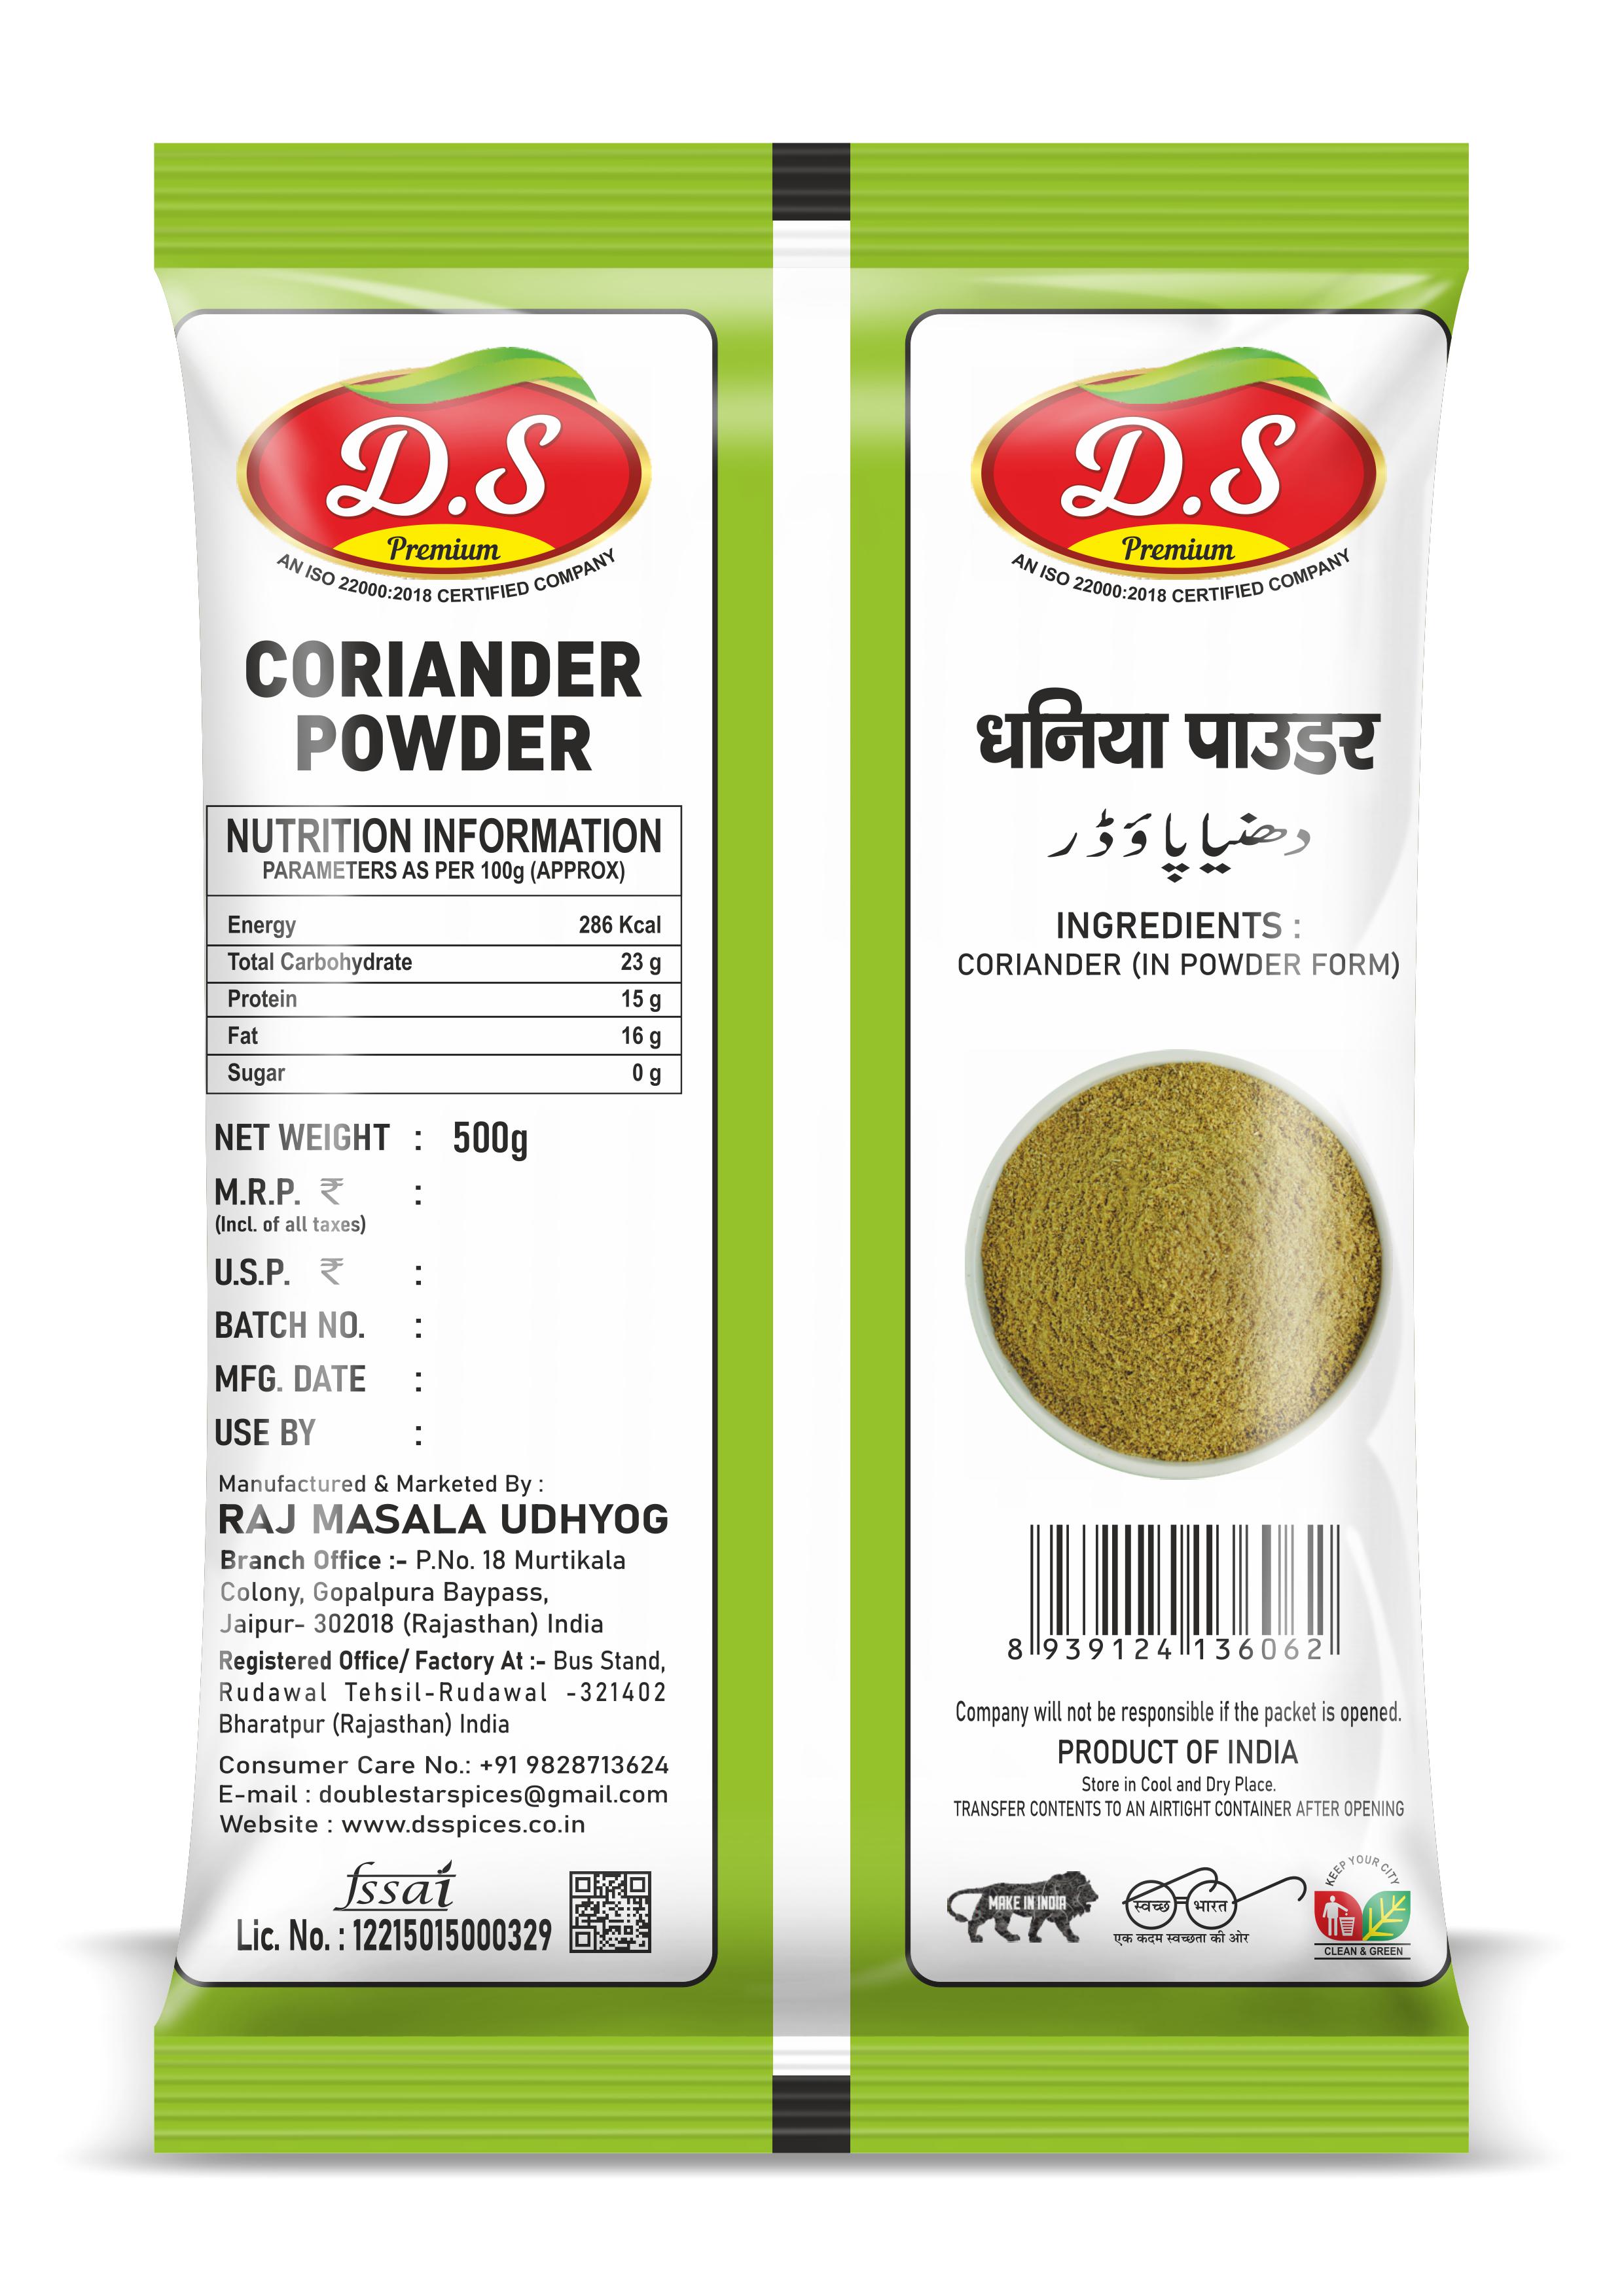 D.S
Premium
AN ISO 22000:2018 CERTIFIED COMPANY
CORIANDER
POWDER
NUTRITION INFORMATION
PARAMETERS AS PER 100g (APPROX)
Energy 286 Kcal
Total Carbohydrate 23 g
Protein 15 g
Fat 16 g
Sugar 0 g
NET WEIGHT : 500g
M.R.P. ₹ :
(Incl. of all taxes)
U.S.P. ₹ :
BATCH NO. :
MFG. DATE :
USE BY :
Manufactured & Marketed By :
RAJ MASALA UDHYOG
Branch Office :- P.No. 18 Murtikala
Colony, Gopalpura Baypass,
Jaipur- 302018 (Rajasthan) India
Registered Office/ Factory At :- Bus Stand,
Rudawal Tehsil-Rudawal -321402
Bharatpur (Rajasthan) India
Consumer Care No.: +91 9828713624
E-mail : doublestarspices@gmail.com
Website : www.dsspices.co.in
fssai
Lic. No. : 12215015000329
D.S
Premium
AN ISO 22000:2018 CERTIFIED COMPANY
धनिया पाउडर
دھنیا پاؤڈر
INGREDIENTS :
CORIANDER (IN POWDER FORM)
8 939124 136062
Company will not be responsible if the packet is opened.
PRODUCT OF INDIA
Store in Cool and Dry Place.
TRANSFER CONTENTS TO AN AIRTIGHT CONTAINER AFTER OPENING
MAKE IN INDIA
स्वच्छ भारत
एक कदम स्वच्छता की ओर
KEEP YOUR CITY
CLEAN & GREEN